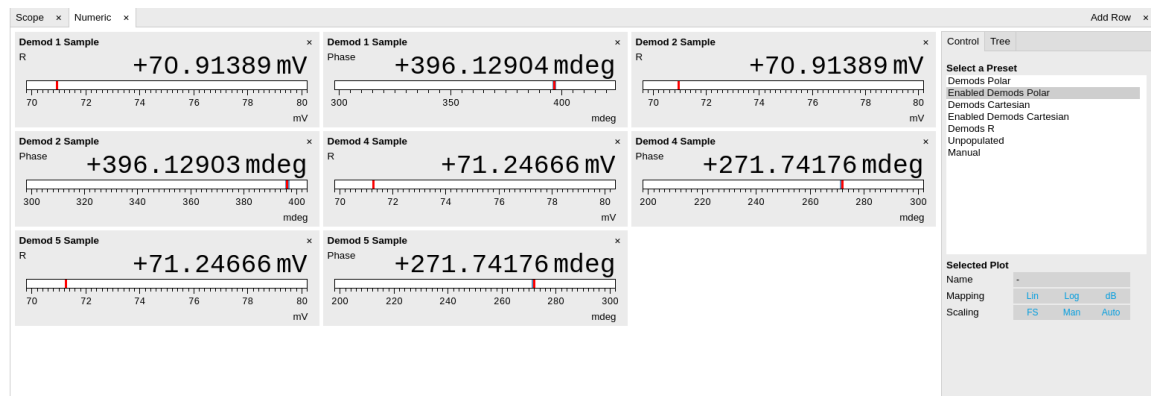 Scope × Numeric × Add Row ×
Demod 1 Sample ×
R +70.91389 mV
70 72 74 76 78 80
mV
Demod 1 Sample ×
Phase +396.12904 mdeg
300 350 400
mdeg
Demod 2 Sample ×
R +70.91389 mV
70 72 74 76 78 80
mV
Demod 2 Sample ×
Phase +396.12903 mdeg
300 320 340 360 380 400
mdeg
Demod 4 Sample ×
R +71.24666 mV
70 72 74 76 78 80
mV
Demod 4 Sample ×
Phase +271.74176 mdeg
200 220 240 260 280 300
mdeg
Demod 5 Sample ×
R +71.24666 mV
70 72 74 76 78 80
mV
Demod 5 Sample ×
Phase +271.74176 mdeg
200 220 240 260 280 300
mdeg
Control Tree
Select a Preset
Demods Polar
Enabled Demods Polar
Demods Cartesian
Enabled Demods Cartesian
Demods R
Unpopulated
Manual
Selected Plot
Name -
Mapping Lin Log dB
Scaling FS Man Auto